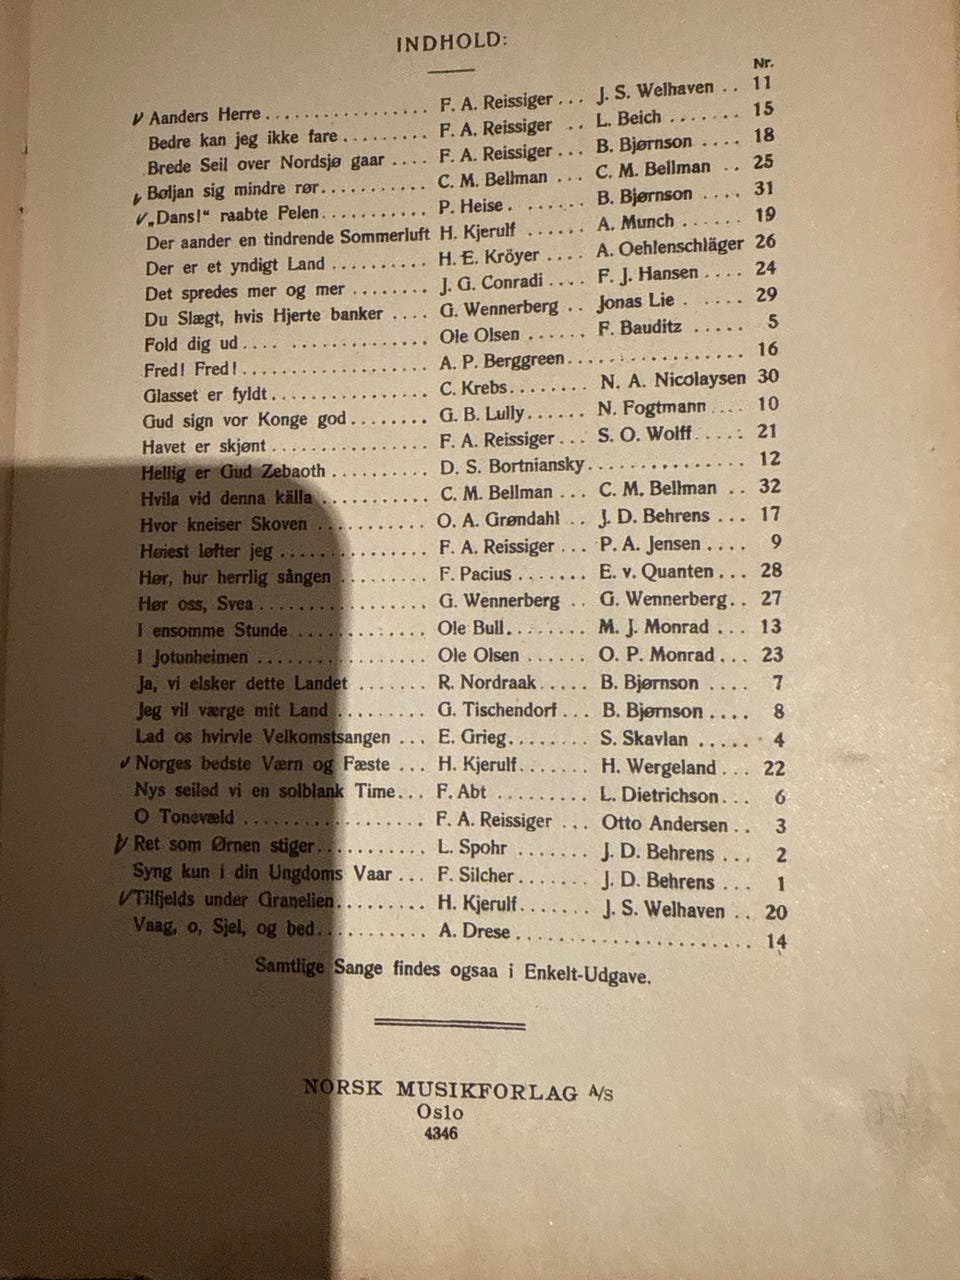 INDHOLD:
Nr.
Aanders Herre . . . . . . . . . . . . . . . . . F. A. Reissiger . . . J. S. Welhaven . . 11
Bedre kan jeg ikke fare . . . . . . . . . F. A. Reissiger . . L. Beich . . . . . . . 15
Brede Seil over Nordsjø gaar . . . . F. A. Reissiger . . . B. Bjørnson . . . . 18
Boljan sig mindre rør. . . . . . . . . . . C. M. Bellman . . . C. M. Bellman . . 25
„Dans!“ raabte Felen . . . . . . . . . . . P. Heise . . . . . . . B. Bjørnson . . . . 31
Der aander en tindrende Sommerluft H. Kjerulf . . . . . . A. Munch . . . . . . 19
Der er et yndigt Land . . . . . . . . . . H. E. Kröyer . . . . A. Oehlenschläger 26
Det spredes mer og mer . . . . . . . . J. G. Conradi . . . . F. J. Hansen . . . . 24
Du Slægt, hvis Hjerte banker . . . . G. Wennerberg . . Jonas Lie . . . . . 29
Fold dig ud . . . . . . . . . . . . . . . . . . Ole Olsen . . . . . . F. Bauditz . . . . . 5
Fred! Fred! . . . . . . . . . . . . . . . . . . . A. P. Berggreen . . . . . . . . . . . . . . . . 16
Glasset er fyldt . . . . . . . . . . . . . . . . C. Krebs . . . . . . . . N. A. Nicolaysen 30
Gud sign vor Konge god . . . . . . . . G. B. Lully . . . . . . N. Fogtmann . . . . 10
Havet er skjønt . . . . . . . . . . . . . . . . F. A. Reissiger . . . S. O. Wolff . . . . . 21
Hellig er Gud Zebaoth . . . . . . . . . . D. S. Bortniansky . . . . . . . . . . . . . . 12
Hvila vid denna källa . . . . . . . . . . . C. M. Bellman . . . C. M. Bellman . . 32
Hvor kneiser Skoven . . . . . . . . . . . O. A. Grøndahl . . J. D. Behrens . . . 17
Høiest løfter jeg . . . . . . . . . . . . . . . F. A. Reissiger . . . P. A. Jensen . . . . 9
Hør, hur herrlig sången . . . . . . . . . F. Pacius . . . . . . . E. v. Quanten . . . 28
Hør oss, Svea . . . . . . . . . . . . . . . . . G. Wennerberg . . G. Wennerberg . . 27
I ensomme Stunde . . . . . . . . . . . . . Ole Bull . . . . . . . . M. J. Monrad . . . 13
I Jotunheimen . . . . . . . . . . . . . . . . . Ole Olsen . . . . . . O. P. Monrad . . . 23
Ja, vi elsker dette Landet . . . . . . . R. Nordraak . . . . . B. Bjørnson . . . . 7
Jeg vil værge mit Land . . . . . . . . . G. Tischendorf . . . B. Bjørnson . . . . 8
Lad os hvirvle Velkomstsangen . . . E. Grieg . . . . . . . . S. Skavlan . . . . . 4
Norges bedste Værn og Fæste . . . H. Kjerulf . . . . . . . H. Wergeland . . . 22
Nys seiled vi en solblank Time . . . F. Abt . . . . . . . . . L. Dietrichson . . . 6
O Tonevæld . . . . . . . . . . . . . . . . . . F. A. Reissiger . . . Otto Andersen . . 3
Ret som Ørnen stiger . . . . . . . . . . . L. Spohr . . . . . . . J. D. Behrens . . . 2
Syng kun i din Ungdoms Vaar . . . F. Silcher . . . . . . . J. D. Behrens . . . 1
Tilfjelds under Granelien . . . . . . . . . H. Kjerulf . . . . . . . J. S. Welhaven . . 20
Vaag, o, Sjel, og bed . . . . . . . . . . . A. Drese . . . . . . . . . . . . . . . . . . . . . . . 14
Samtlige Sange findes ogsaa i Enkelt-Udgave.
NORSK MUSIKFORLAG A/S
Oslo
4346